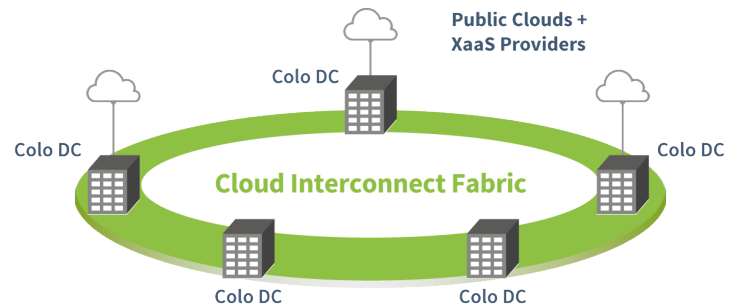 Public Clouds +
XaaS Providers
Colo DC
Colo DC
Colo DC
Cloud Interconnect Fabric
Colo DC
Colo DC